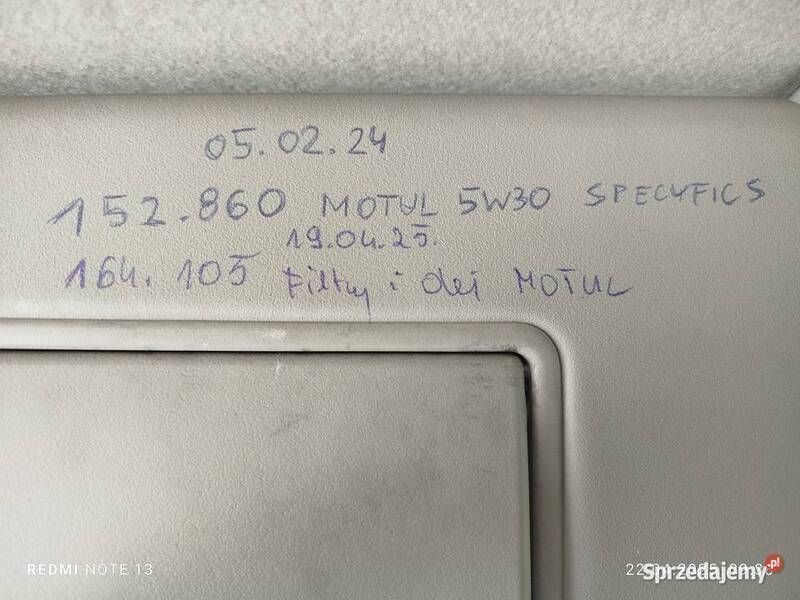 05.02.24
152.860 MOTUL 5W30 SPECYFICS
19.04.25.
164.105 Filtry i olej MOTUL
REDMI NOTE 13
Sprzedajemy.pl